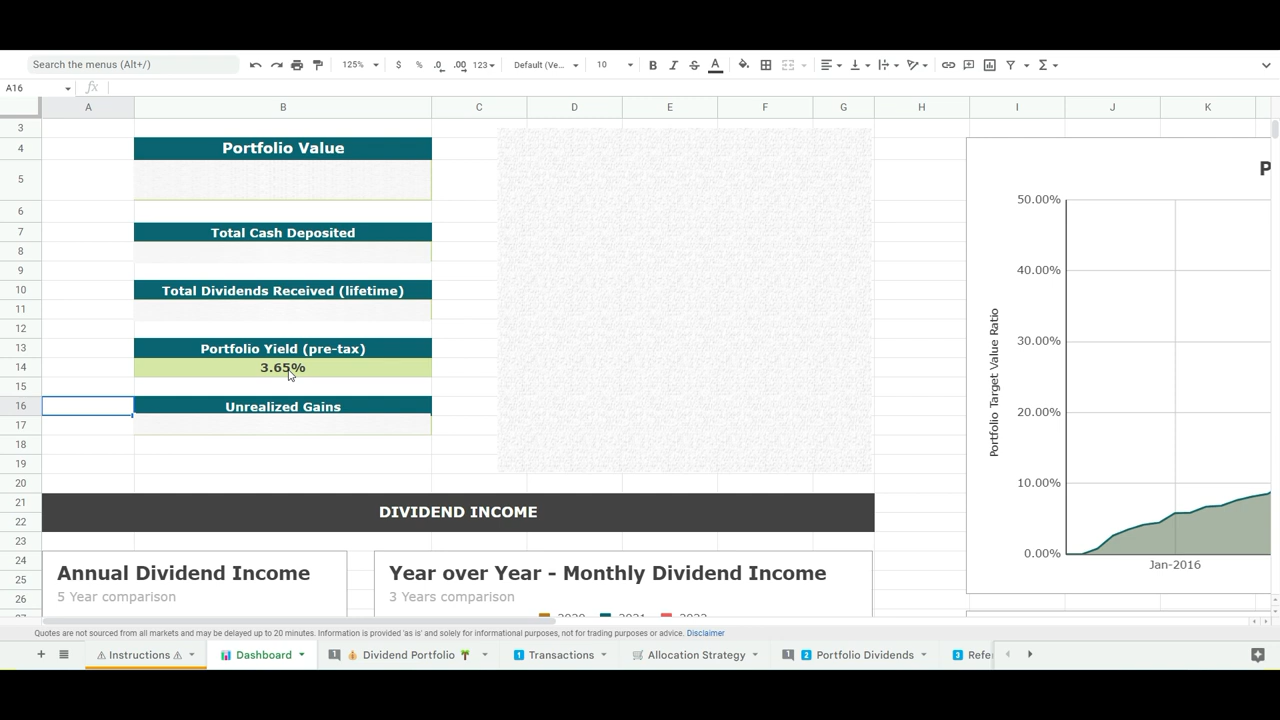 Search the menus (Alt+/)
125%
$ % .0 .00 123
Default (Ve...
10
B I S A
A16
fx
A B C D E F G H I J K
3
4 Portfolio Value
5
6
7 Total Cash Deposited
8
9
10 Total Dividends Received (lifetime)
11
12
13 Portfolio Yield (pre-tax)
14 3.65%
15
16 Unrealized Gains
17
18
19
20
21 DIVIDEND INCOME
22
23
24 Annual Dividend Income
Year over Year - Monthly Dividend Income
25
5 Year comparison
3 Years comparison
26
2020 2021 2022
P
50.00%
40.00%
30.00%
20.00%
10.00%
0.00%
Portfolio Target Value Ratio
Jan-2016
Quotes are not sourced from all markets and may be delayed up to 20 minutes. Information is provided 'as is' and solely for informational purposes, not for trading purposes or advice. Disclaimer
Instructions
Dashboard
1 Dividend Portfolio
1 Transactions
Allocation Strategy
1 2 Portfolio Dividends
3 Refe